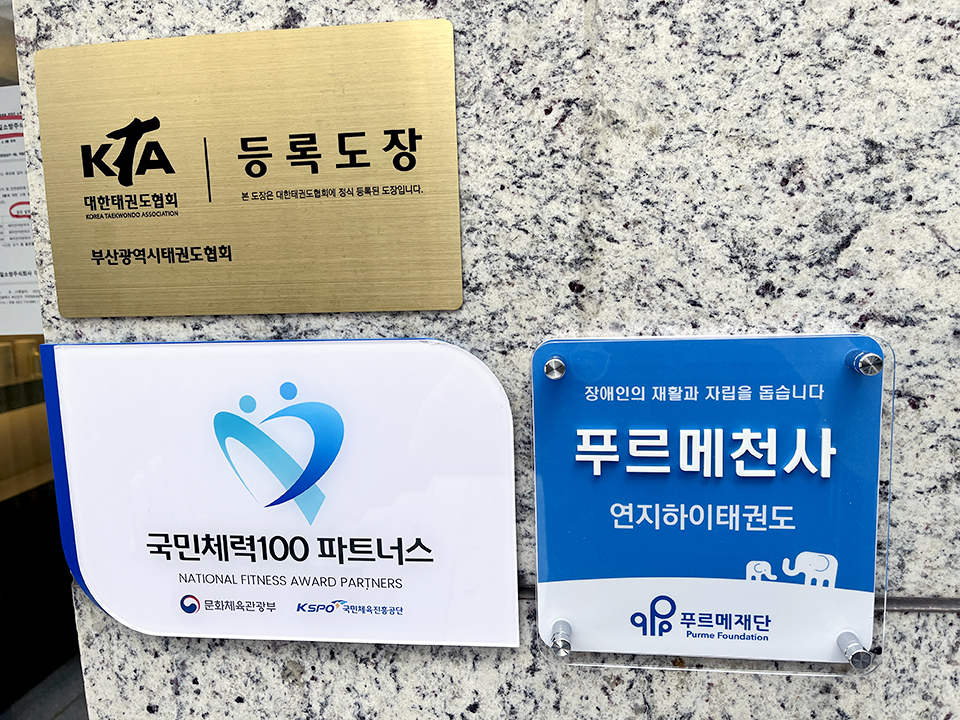 KTA
대한태권도협회
KOREA TAEKWONDO ASSOCIATION
등록도장
본 도장은 대한태권도협회에 정식 등록된 도장입니다.
부산광역시태권도협회
국민체력100 파트너스
NATIONAL FITNESS AWARD PARTNERS
문화체육관광부
KSPO 국민체육진흥공단
장애인의 재활과 자립을 돕습니다
푸르메천사
연지하이태권도
푸르메재단
Purme Foundation